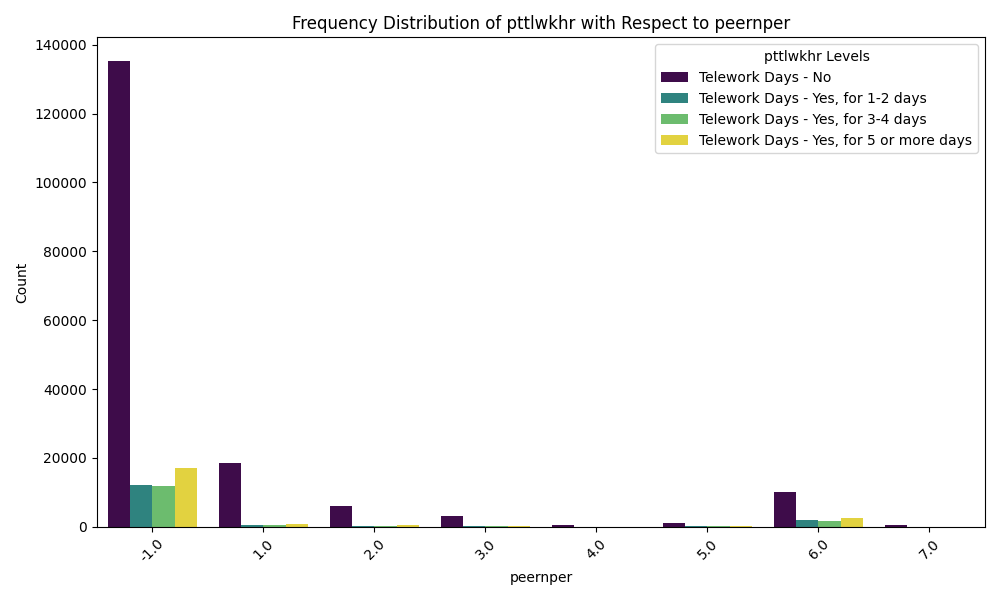 Frequency Distribution of pttlwkhr with Respect to peernper
140000
120000
100000
80000
60000
40000
20000
0
Count
pttlwkhr Levels
Telework Days - No
Telework Days - Yes, for 1-2 days
Telework Days - Yes, for 3-4 days
Telework Days - Yes, for 5 or more days
-1.0
1.0
2.0
3.0
4.0
5.0
6.0
7.0
peernper